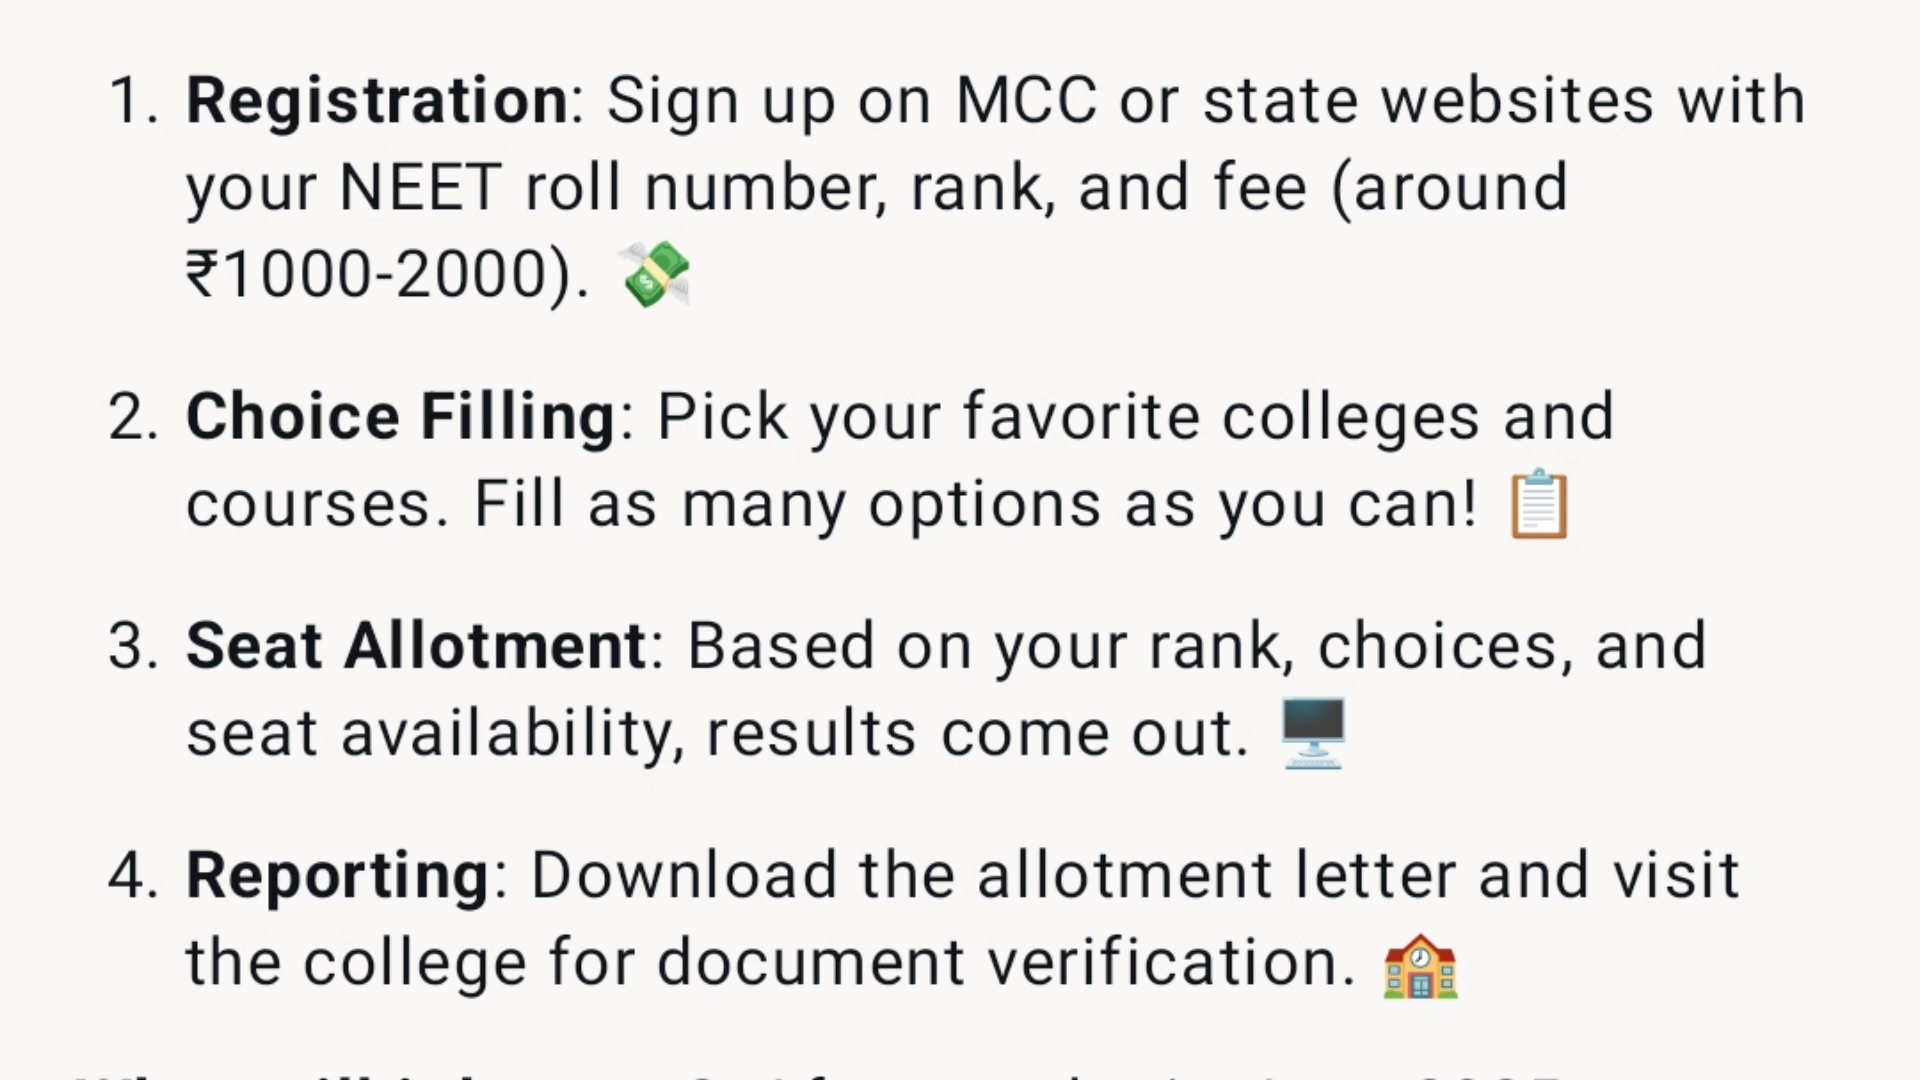 1. Registration: Sign up on MCC or state websites with
your NEET roll number, rank, and fee (around
₹1000-2000). 💸
2. Choice Filling: Pick your favorite colleges and
courses. Fill as many options as you can! 📋
3. Seat Allotment: Based on your rank, choices, and
seat availability, results come out. 🖥️
4. Reporting: Download the allotment letter and visit
the college for document verification. 🏫